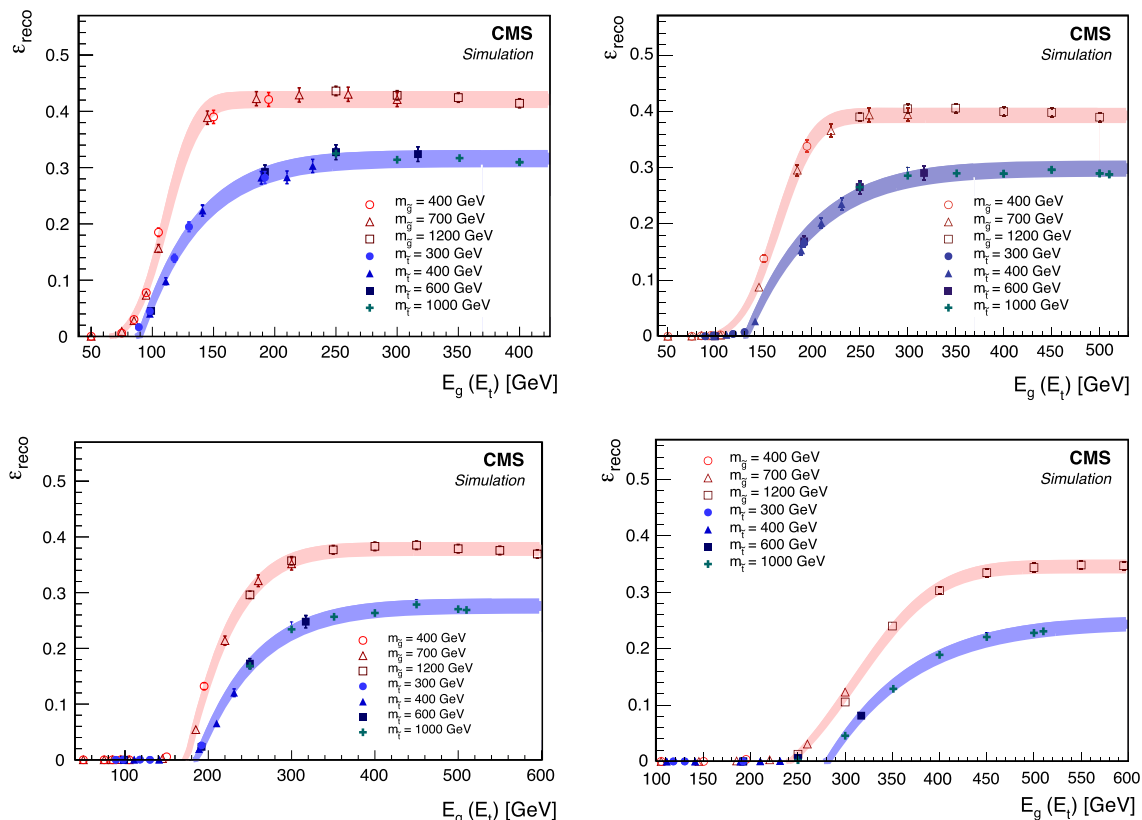 ε_reco
CMS
Simulation
0.5
0.4
0.3
0.2
0.1
0
m_g̃ = 400 GeV
m_g̃ = 700 GeV
m_g̃ = 1200 GeV
m_t̃ = 300 GeV
m_t̃ = 400 GeV
m_t̃ = 600 GeV
m_t̃ = 1000 GeV
50 100 150 200 250 300 350 400
E_g (E_t) [GeV]
ε_reco
CMS
Simulation
0.5
0.4
0.3
0.2
0.1
0
m_g̃ = 400 GeV
m_g̃ = 700 GeV
m_g̃ = 1200 GeV
m_t̃ = 300 GeV
m_t̃ = 400 GeV
m_t̃ = 600 GeV
m_t̃ = 1000 GeV
50 100 150 200 250 300 350 400 450 500
E_g (E_t) [GeV]
ε_reco
CMS
Simulation
0.5
0.4
0.3
0.2
0.1
0
m_g̃ = 400 GeV
m_g̃ = 700 GeV
m_g̃ = 1200 GeV
m_t̃ = 300 GeV
m_t̃ = 400 GeV
m_t̃ = 600 GeV
m_t̃ = 1000 GeV
100 200 300 400 500 600
E_g (E_t) [GeV]
ε_reco
CMS
Simulation
0.5
0.4
0.3
0.2
0.1
0
m_g̃ = 400 GeV
m_g̃ = 700 GeV
m_g̃ = 1200 GeV
m_t̃ = 300 GeV
m_t̃ = 400 GeV
m_t̃ = 600 GeV
m_t̃ = 1000 GeV
100 150 200 250 300 350 400 450 500 550 600
E_g (E_t) [GeV]